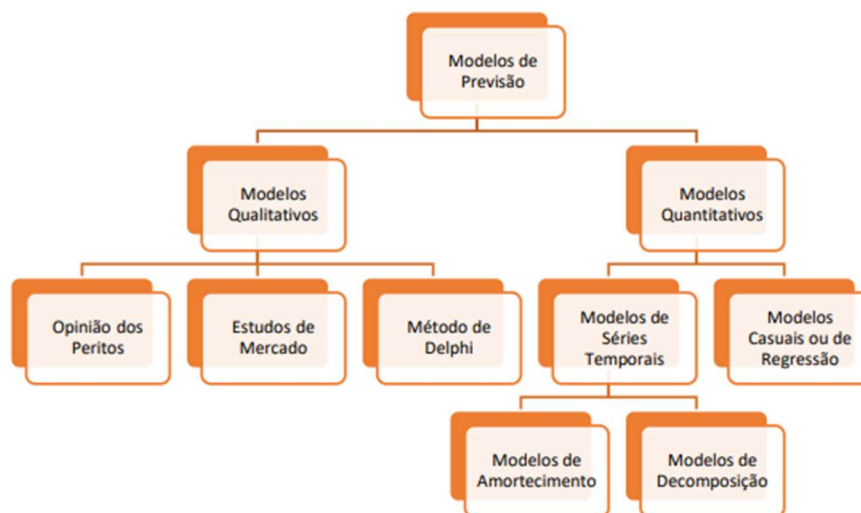 Modelos de
Previsão
Modelos
Qualitativos
Modelos
Quantitativos
Opinião dos
Peritos
Estudos de
Mercado
Método de
Delphi
Modelos de
Séries
Temporais
Modelos
Casuais ou de
Regressão
Modelos de
Amortecimento
Modelos de
Decomposição